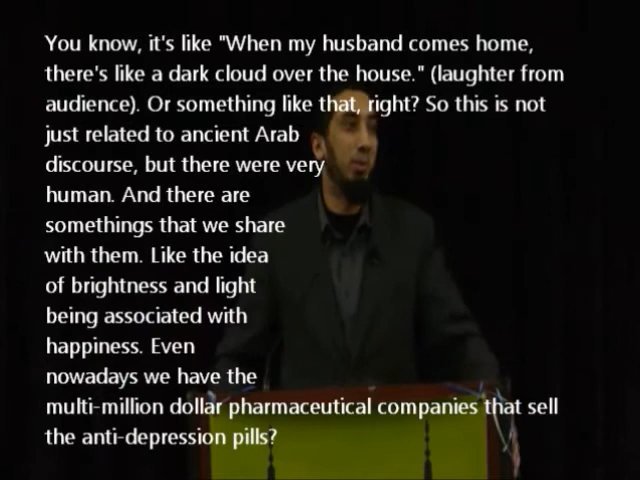 You know, it's like "When my husband comes home,
there's like a dark cloud over the house." (laughter from
audience). Or something like that, right? So this is not
just related to ancient Arab
discourse, but there were very
human. And there are
somethings that we share
with them. Like the idea
of brightness and light
being associated with
happiness. Even
nowadays we have the
multi-million dollar pharmaceutical companies that sell
the anti-depression pills?